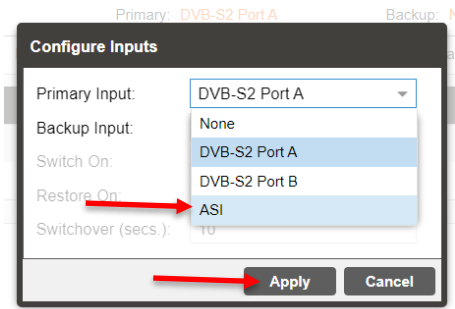 Primary: DVB-S2 Port A Backup: N
Configure Inputs
Primary Input: DVB-S2 Port A
Backup Input: None
DVB-S2 Port A
Switch On:
DVB-S2 Port B
Restore On:
ASI
Switchover (secs.): 10
Apply Cancel